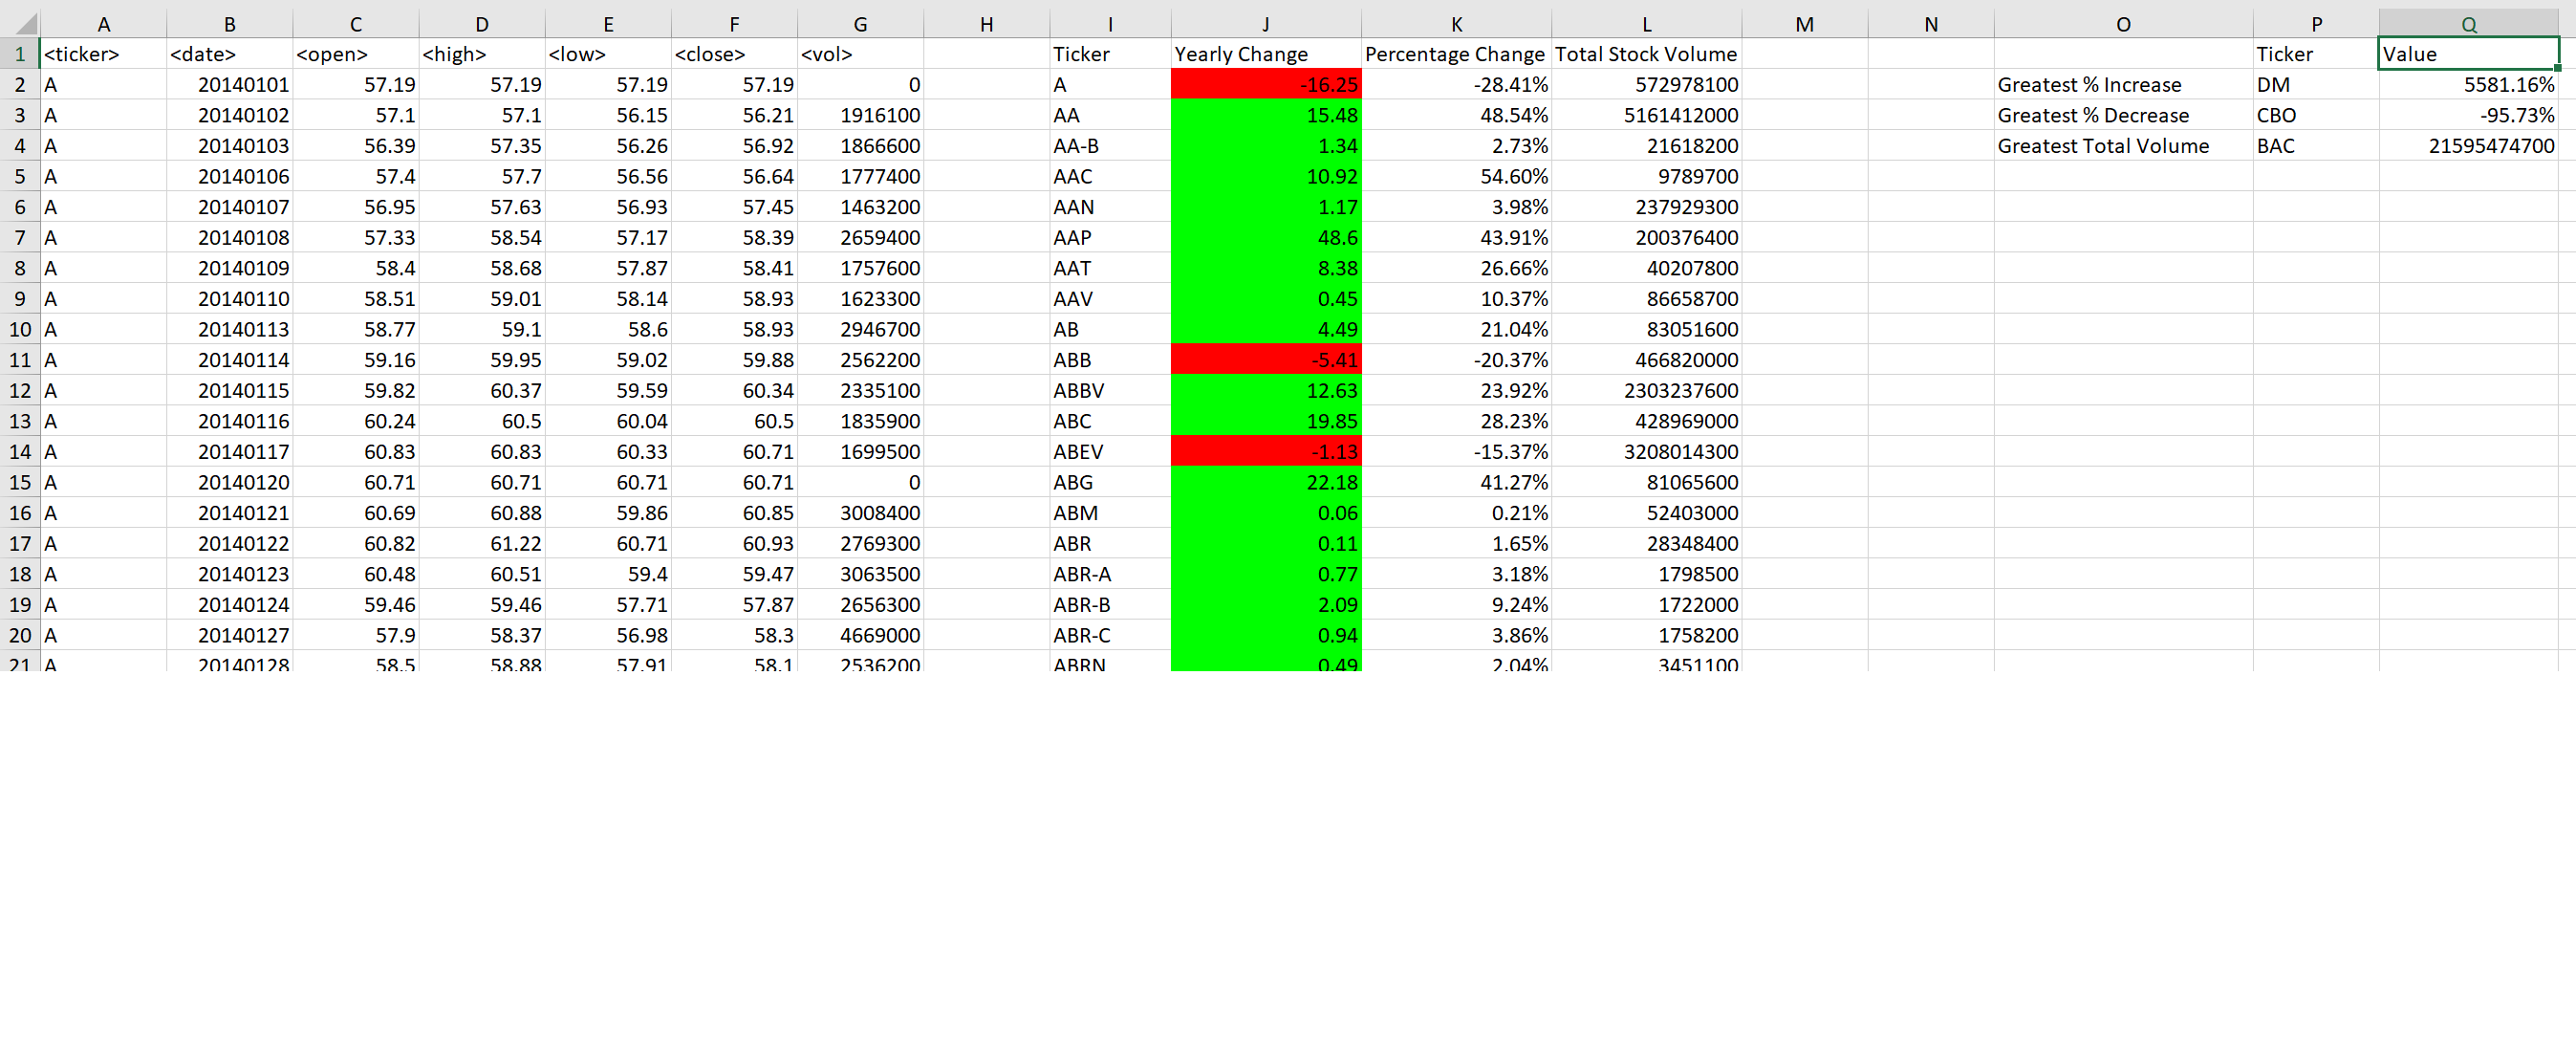 A B C D E F G H I J K L M N O P Q
1 <ticker> <date> <open> <high> <low> <close> <vol> Ticker Yearly Change Percentage Change Total Stock Volume Ticker Value
2 A 20140101 57.19 57.19 57.19 57.19 0 A -16.25 -28.41% 572978100 Greatest % Increase DM 5581.16%
3 A 20140102 57.1 57.1 56.15 56.21 1916100 AA 15.48 48.54% 5161412000 Greatest % Decrease CBO -95.73%
4 A 20140103 56.39 57.35 56.26 56.92 1866600 AA-B 1.34 2.73% 21618200 Greatest Total Volume BAC 21595474700
5 A 20140106 57.4 57.7 56.56 56.64 1777400 AAC 10.92 54.60% 9789700
6 A 20140107 56.95 57.63 56.93 57.45 1463200 AAN 1.17 3.98% 237929300
7 A 20140108 57.33 58.54 57.17 58.39 2659400 AAP 48.6 43.91% 200376400
8 A 20140109 58.4 58.68 57.87 58.41 1757600 AAT 8.38 26.66% 40207800
9 A 20140110 58.51 59.01 58.14 58.93 1623300 AAV 0.45 10.37% 86658700
10 A 20140113 58.77 59.1 58.6 58.93 2946700 AB 4.49 21.04% 83051600
11 A 20140114 59.16 59.95 59.02 59.88 2562200 ABB -5.41 -20.37% 466820000
12 A 20140115 59.82 60.37 59.59 60.34 2335100 ABBV 12.63 23.92% 2303237600
13 A 20140116 60.24 60.5 60.04 60.5 1835900 ABC 19.85 28.23% 428969000
14 A 20140117 60.83 60.83 60.33 60.71 1699500 ABEV -1.13 -15.37% 3208014300
15 A 20140120 60.71 60.71 60.71 60.71 0 ABG 22.18 41.27% 81065600
16 A 20140121 60.69 60.88 59.86 60.85 3008400 ABM 0.06 0.21% 52403000
17 A 20140122 60.82 61.22 60.71 60.93 2769300 ABR 0.11 1.65% 28348400
18 A 20140123 60.48 60.51 59.4 59.47 3063500 ABR-A 0.77 3.18% 1798500
19 A 20140124 59.46 59.46 57.71 57.87 2656300 ABR-B 2.09 9.24% 1722000
20 A 20140127 57.9 58.37 56.98 58.3 4669000 ABR-C 0.94 3.86% 1758200
21 A 20140128 58.5 58.88 57.91 58.1 2536200 ABRN 0.49 2.04% 3451100